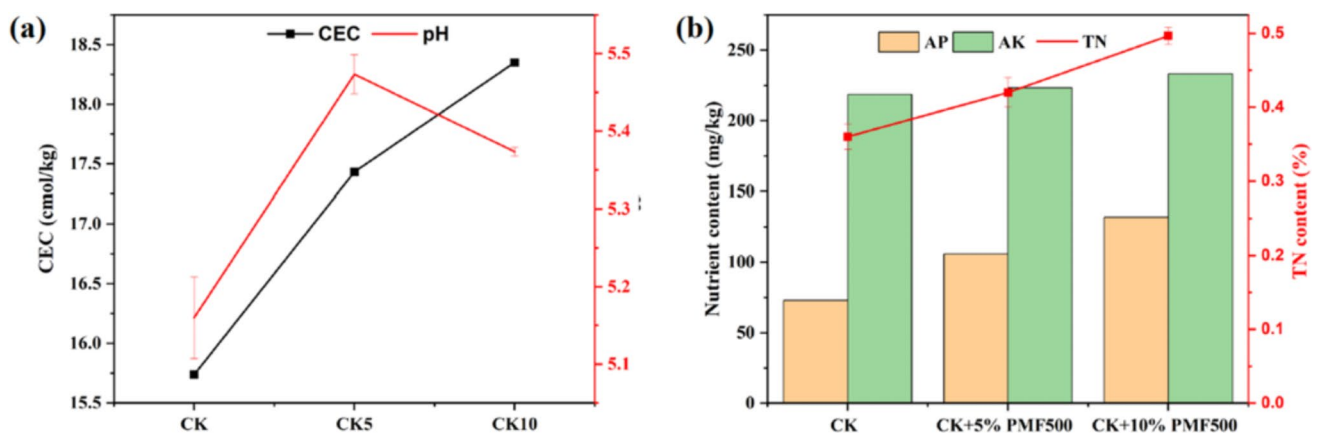 (a)
CEC pH
CEC (cmol/kg)
18.5
18.0
17.5
17.0
16.5
16.0
15.5
5.5
5.4
5.3
5.2
5.1
CK CK5 CK10
(b)
AP AK TN
Nutrient content (mg/kg)
250
200
150
100
50
0
0.5
0.4
0.3
0.2
0.1
0.0
TN content (%)
CK CK+5% PMF500 CK+10% PMF500